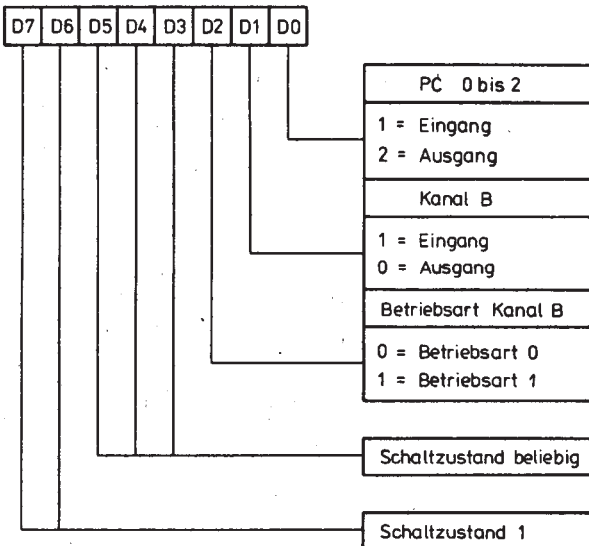 D7 D6 D5 D4 D3 D2 D1 D0
PC 0 bis 2
1 = Eingang
2 = Ausgang
Kanal B
1 = Eingang
0 = Ausgang
Betriebsart Kanal B
0 = Betriebsart 0
1 = Betriebsart 1
Schaltzustand beliebig
Schaltzustand 1